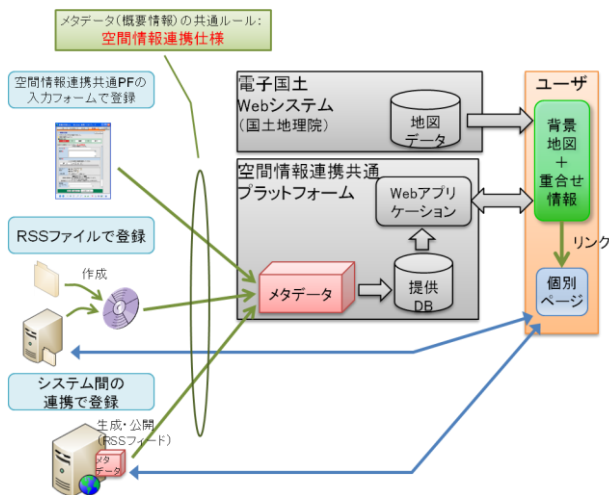 メタデータ(概要情報)の共通ルール:
空間情報連携仕様
空間情報連携共通PFの
入力フォームで登録
電子国土
Webシステム
(国土地理院)
地図
データ
ユーザ
背景
地図
＋
重合せ
情報
空間情報連携共通
プラットフォーム
Webアプリ
ケーション
リンク
RSSファイルで登録
作成
メタデータ
提供
DB
個別
ページ
システム間の
連携で登録
生成・公開
(RSSフィード)
メタ
データ